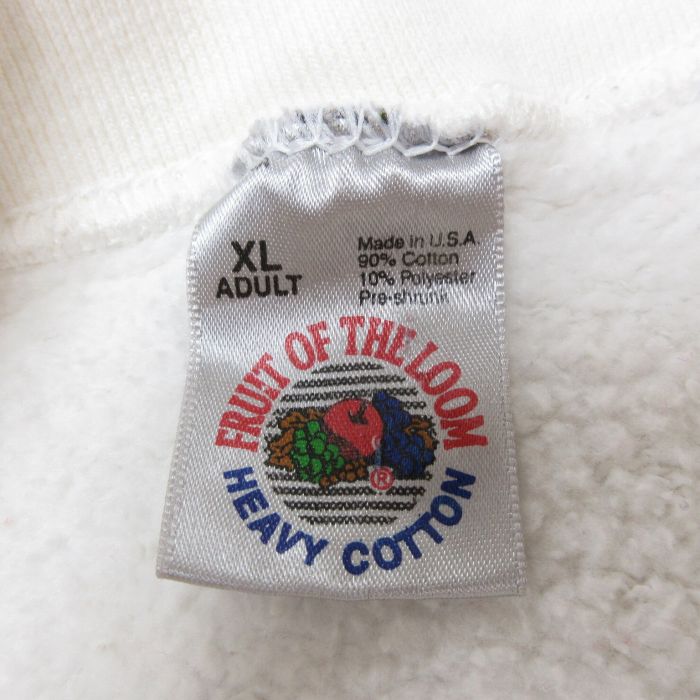 XL
ADULT
Made in U.S.A.
90% Cotton
10% Polyester
Pre-shrunk
FRUIT OF THE LOOM
®
HEAVY COTTON